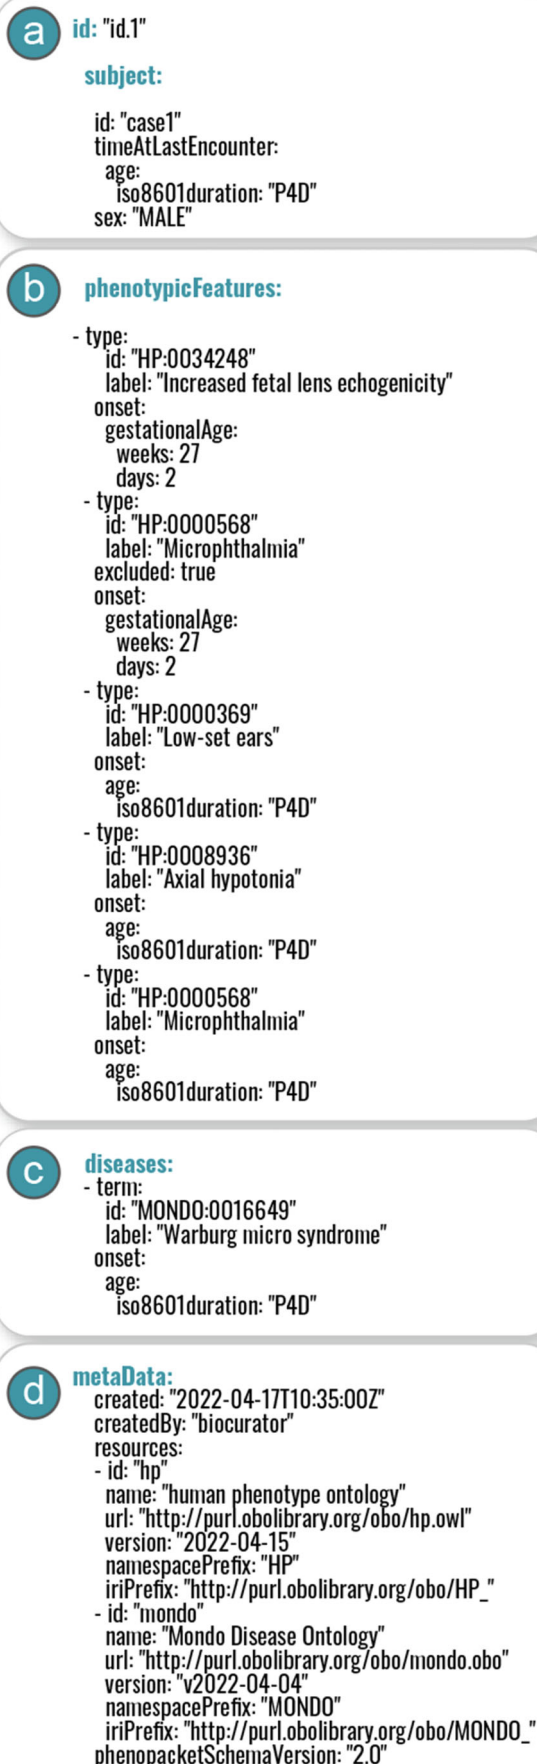 a
id: "id.1"
subject:
id: "case1"
timeAtLastEncounter:
age:
iso8601duration: "P4D"
sex: "MALE"
b
phenotypicFeatures:
- type:
id: "HP:0034248"
label: "Increased fetal lens echogenicity"
onset:
gestationalAge:
weeks: 27
days: 2
- type:
id: "HP:0000568"
label: "Microphthalmia"
excluded: true
onset:
gestationalAge:
weeks: 27
days: 2
- type:
id: "HP:0000369"
label: "Low-set ears"
onset:
age:
iso8601duration: "P4D"
- type:
id: "HP:0008936"
label: "Axial hypotonia"
onset:
age:
iso8601duration: "P4D"
- type:
id: "HP:0000568"
label: "Microphthalmia"
onset:
age:
iso8601duration: "P4D"
c
diseases:
- term:
id: "MONDO:0016649"
label: "Warburg micro syndrome"
onset:
age:
iso8601duration: "P4D"
d
metaData:
created: "2022-04-17T10:35:00Z"
createdBy: "biocurator"
resources:
- id: "hp"
name: "human phenotype ontology"
url: "http://purl.obolibrary.org/obo/hp.owl"
version: "2022-04-15"
namespacePrefix: "HP"
iriPrefix: "http://purl.obolibrary.org/obo/HP_"
- id: "mondo"
name: "Mondo Disease Ontology"
url: "http://purl.obolibrary.org/obo/mondo.obo"
version: "v2022-04-04"
namespacePrefix: "MONDO"
iriPrefix: "http://purl.obolibrary.org/obo/MONDO_"
phenopacketSchemaVersion: "2.0"